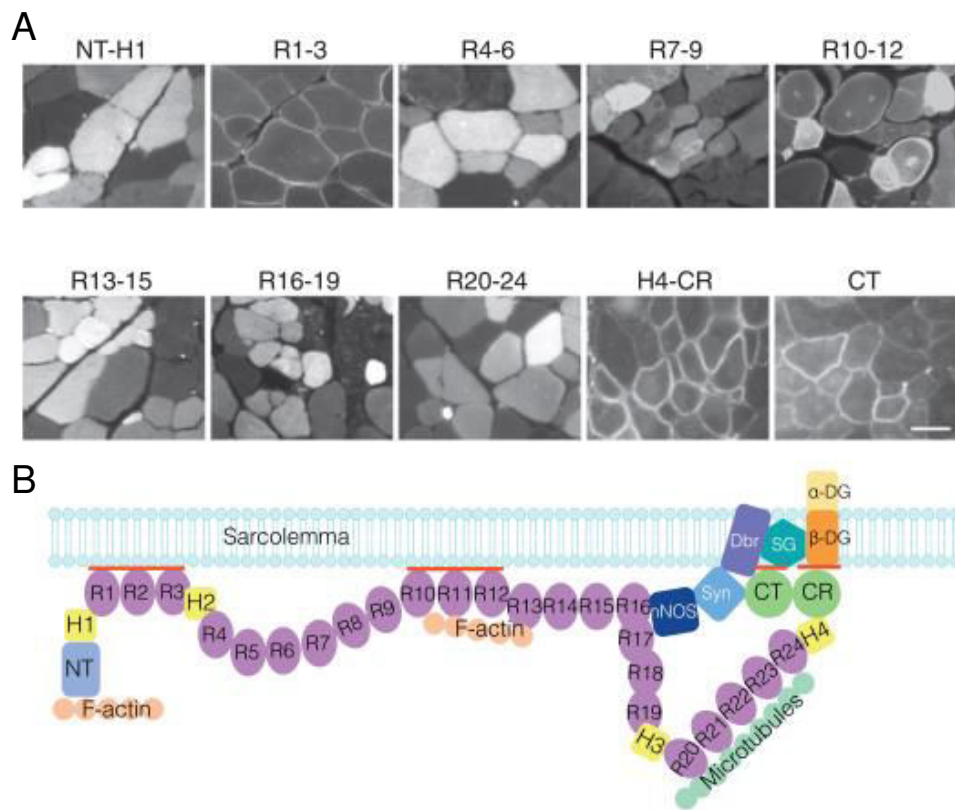 A
NT-H1 R1-3 R4-6 R7-9 R10-12
R13-15 R16-19 R20-24 H4-CR CT
B
α-DG
Sarcolemma Dbr SG β-DG
R1 R2 R3 H2 R10 R11 R12 R13 R14 R15 R16 nNOS Syn CT CR
H1 R4 R5 R6 R7 R8 R9 F-actin R17 H4
NT R18 R24
F-actin R19 R23
H3 R20 R21 R22
Microtubules